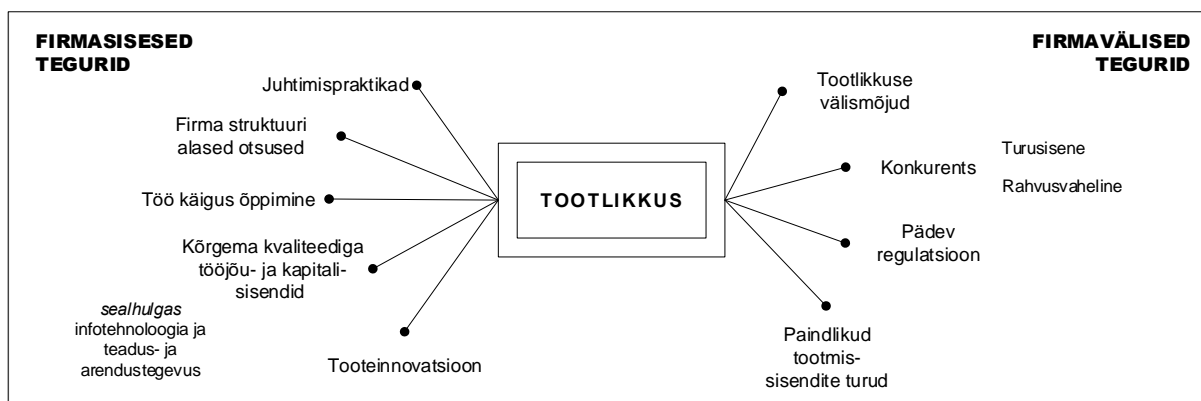 FIRMASISESED
TEGURID
Juhtimispraktikad
Firma struktuuri
alased otsused
Töö käigus õppimine
Kõrgema kvaliteediga
tööjõu- ja kapitali-
sisendid
sealhulgas
infotehnoloogia ja
teadus- ja
arendustegevus
Tooteinnovatsioon
TOOTLIKKUS
FIRMAVÄLISED
TEGURID
Tootlikkuse
välismõjud
Konkurents
Turusisene
Rahvusvaheline
Pädev
regulatsioon
Paindlikud
tootmis-
sisendite turud